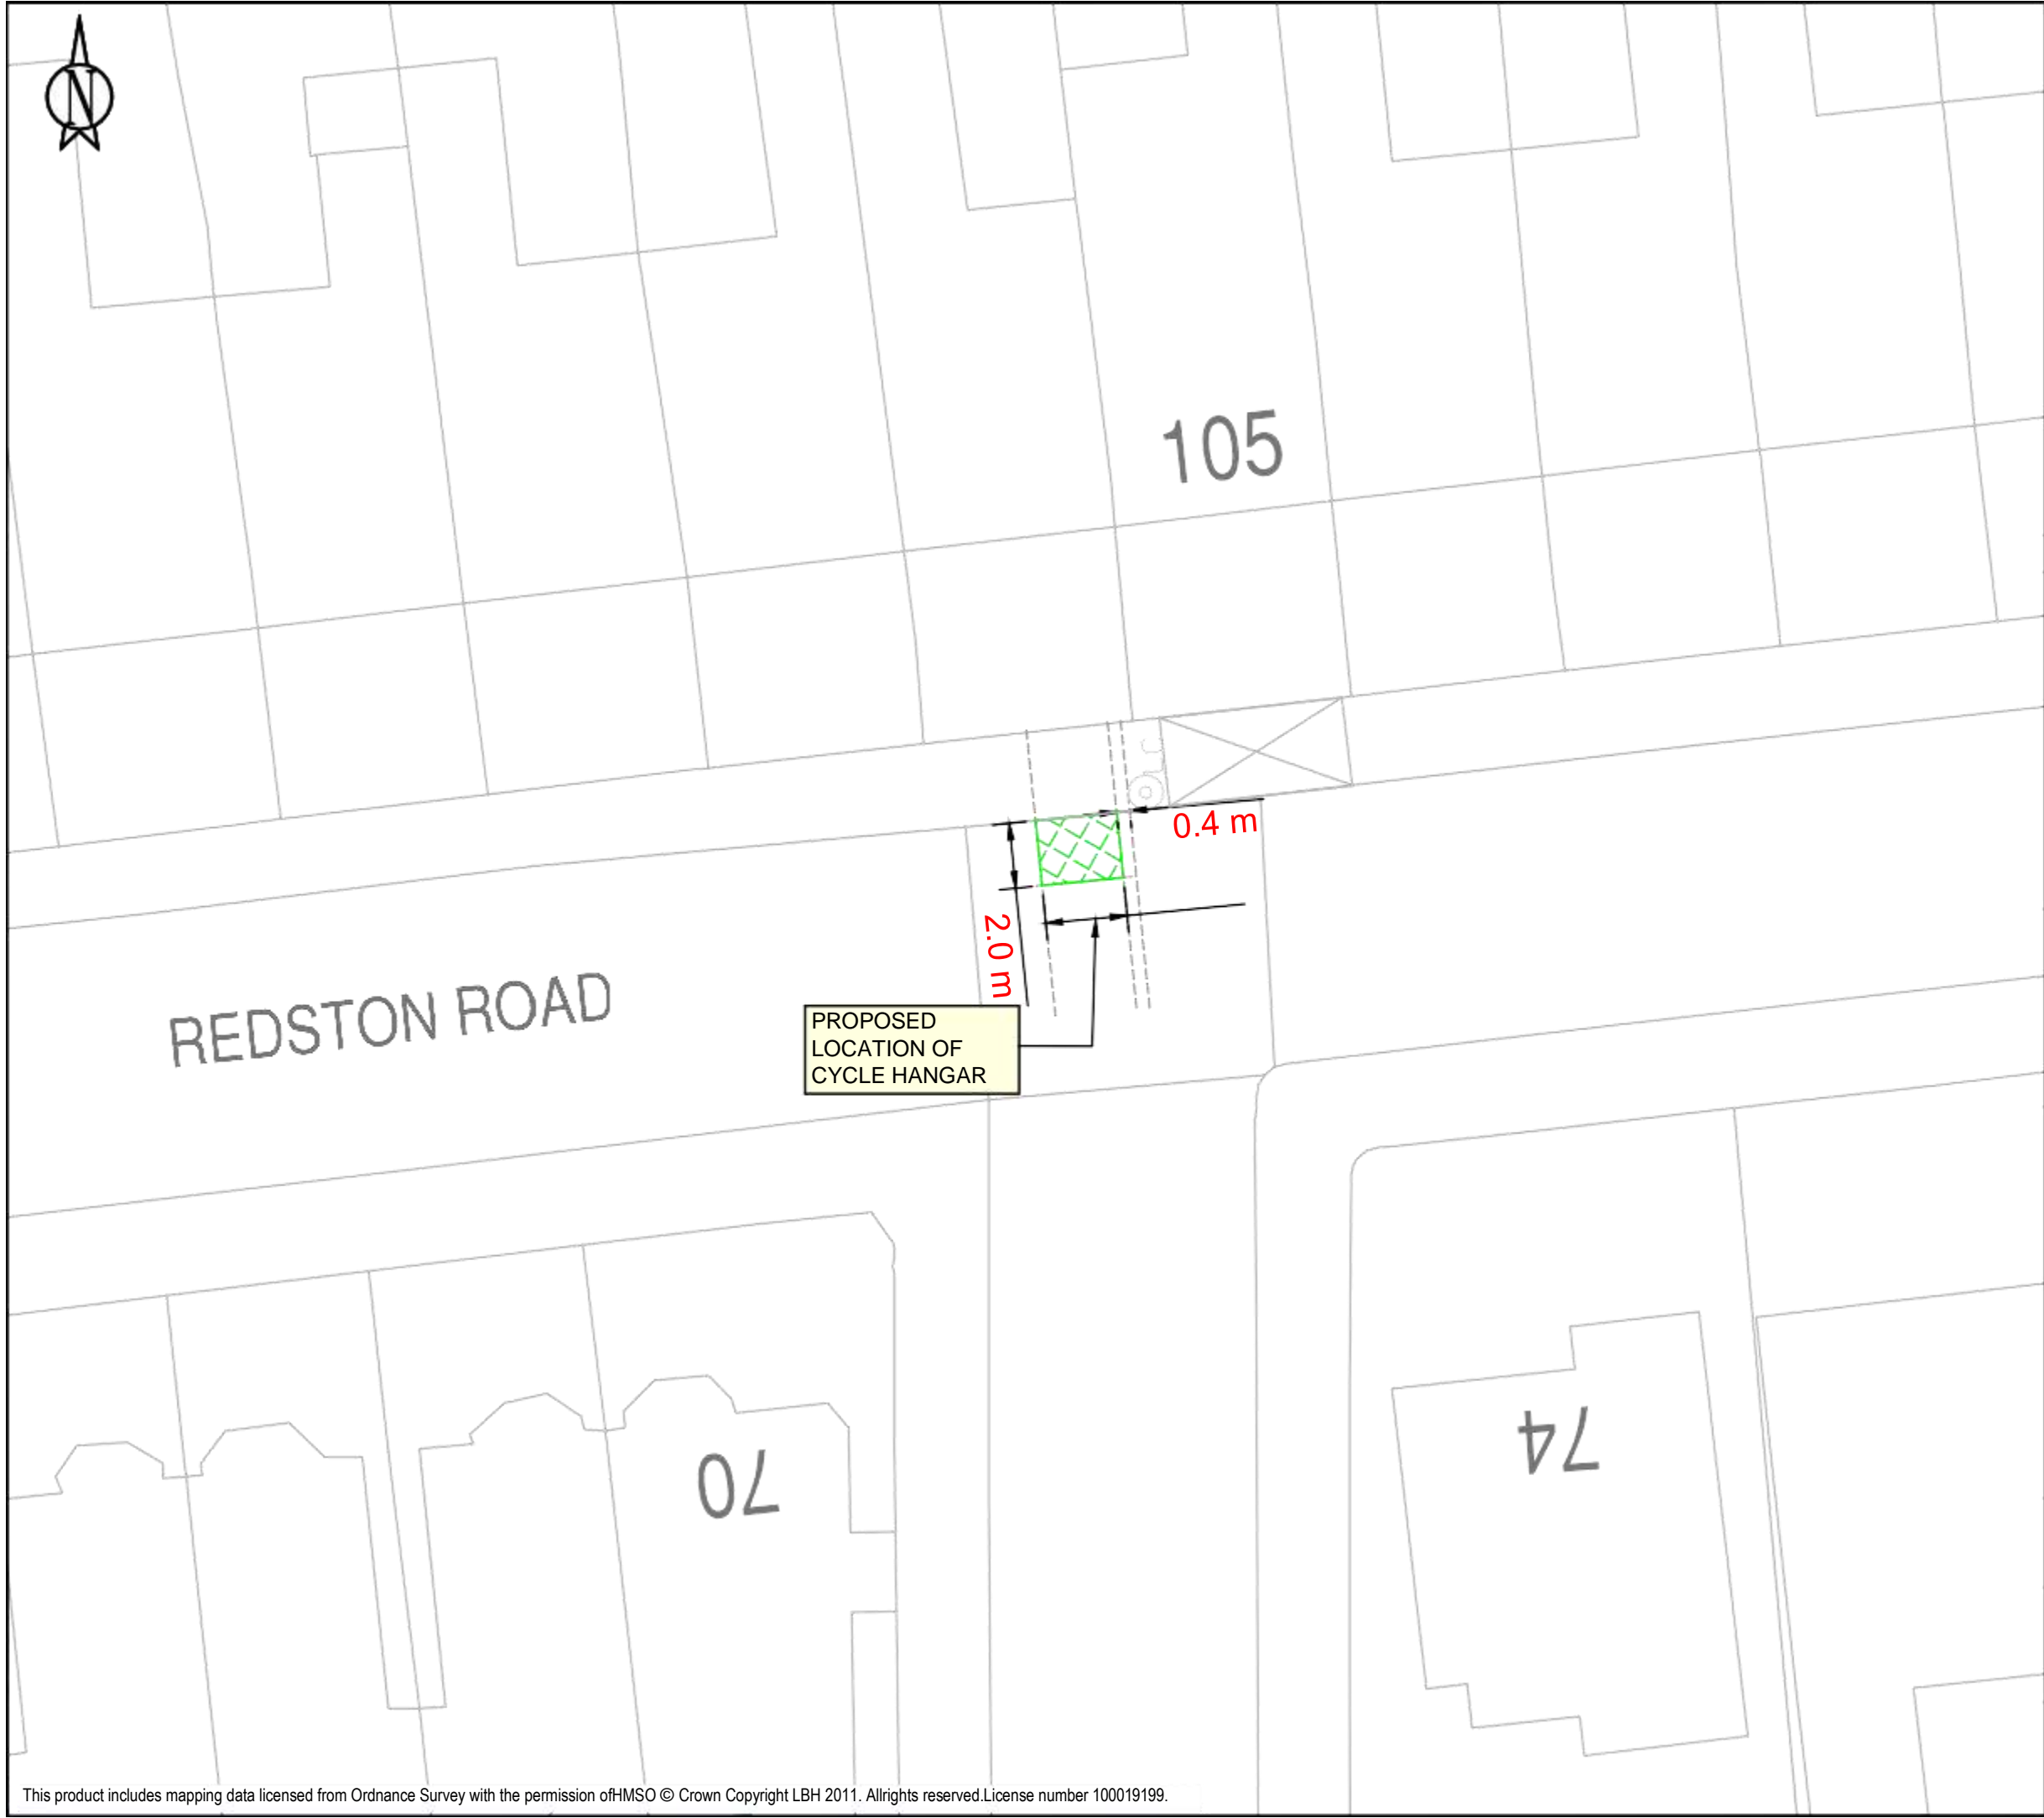 N
105
0.4 m
2.0 m
REDSTON ROAD
PROPOSED
LOCATION OF
CYCLE HANGAR
70
74
This product includes mapping data licensed from Ordnance Survey with the permission ofHMSO © Crown Copyright LBH 2011. Allrights reserved.License number 100019199.